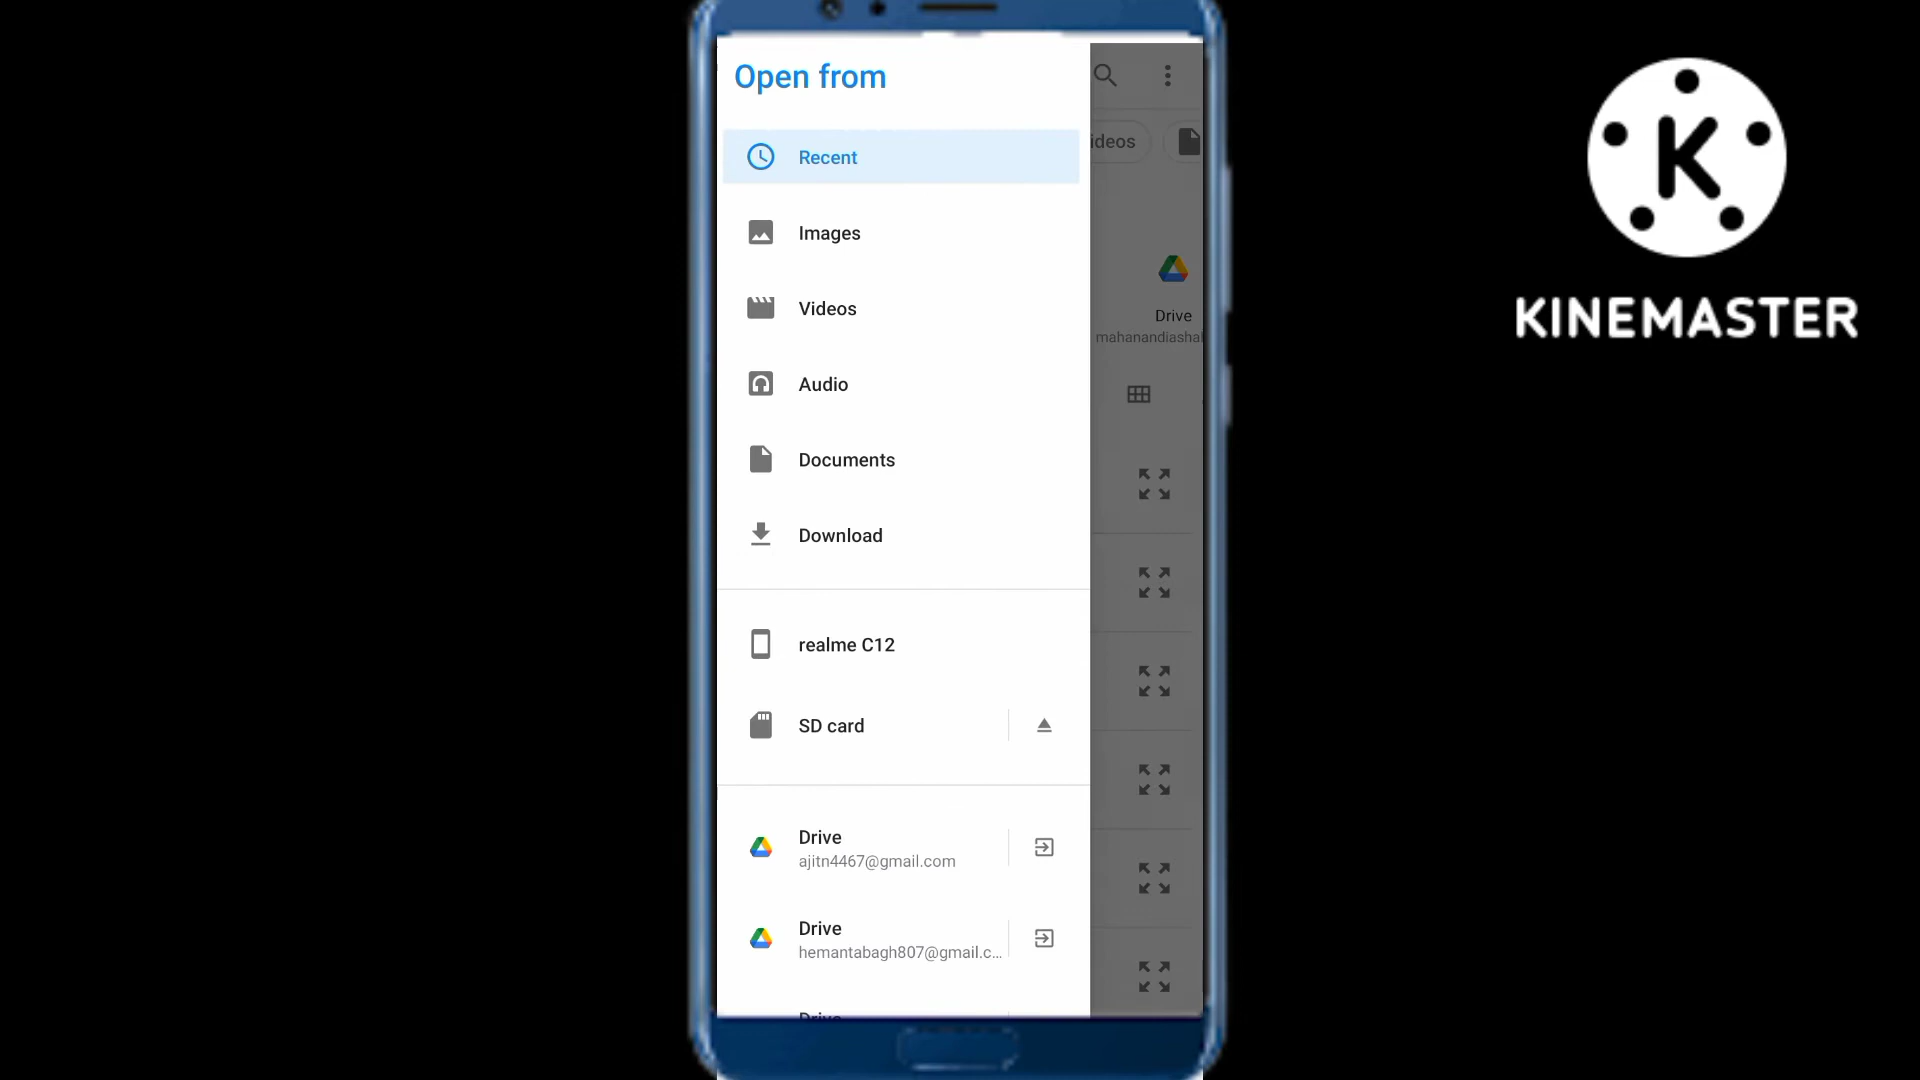 Open from
Recent
Images
Videos
Audio
Documents
Download
realme C12
SD card
Drive
ajitn4467@gmail.com
Drive
hemantabagh807@gmail.c...
Drive
ideos
Drive
mahanandiashal
K
KINEMASTER